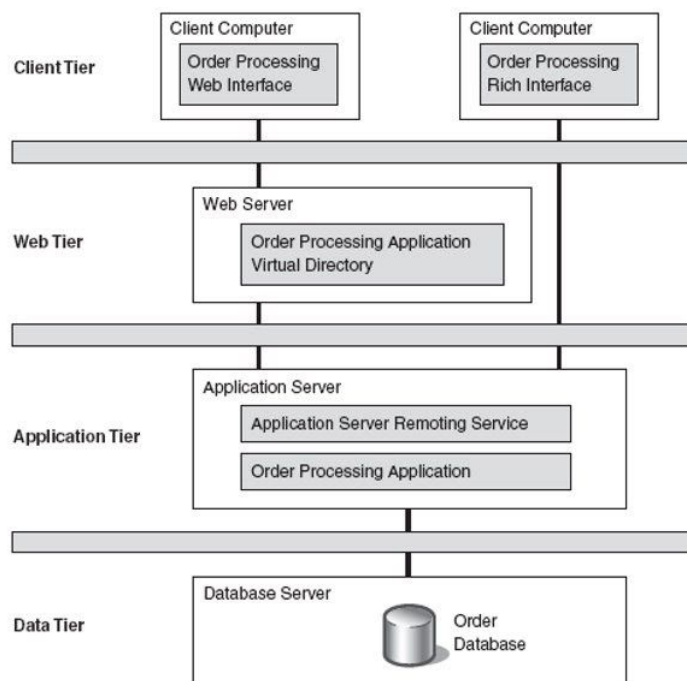 Client Computer
Client Computer
Client Tier
Order Processing
Web Interface
Order Processing
Rich Interface
Web Server
Web Tier
Order Processing Application
Virtual Directory
Application Server
Application Server Remoting Service
Application Tier
Order Processing Application
Database Server
Data Tier
Order
Database